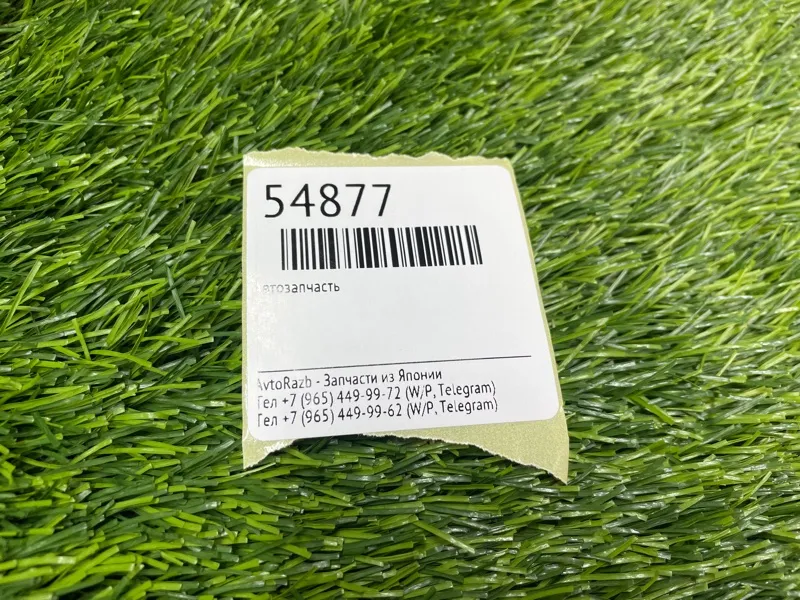 54877
Автозапчасть
AvtoRazb - Запчасти из Японии
Тел +7 (965) 449-99-72 (W/P, Telegram)
Тел +7 (965) 449-99-62 (W/P, Telegram)